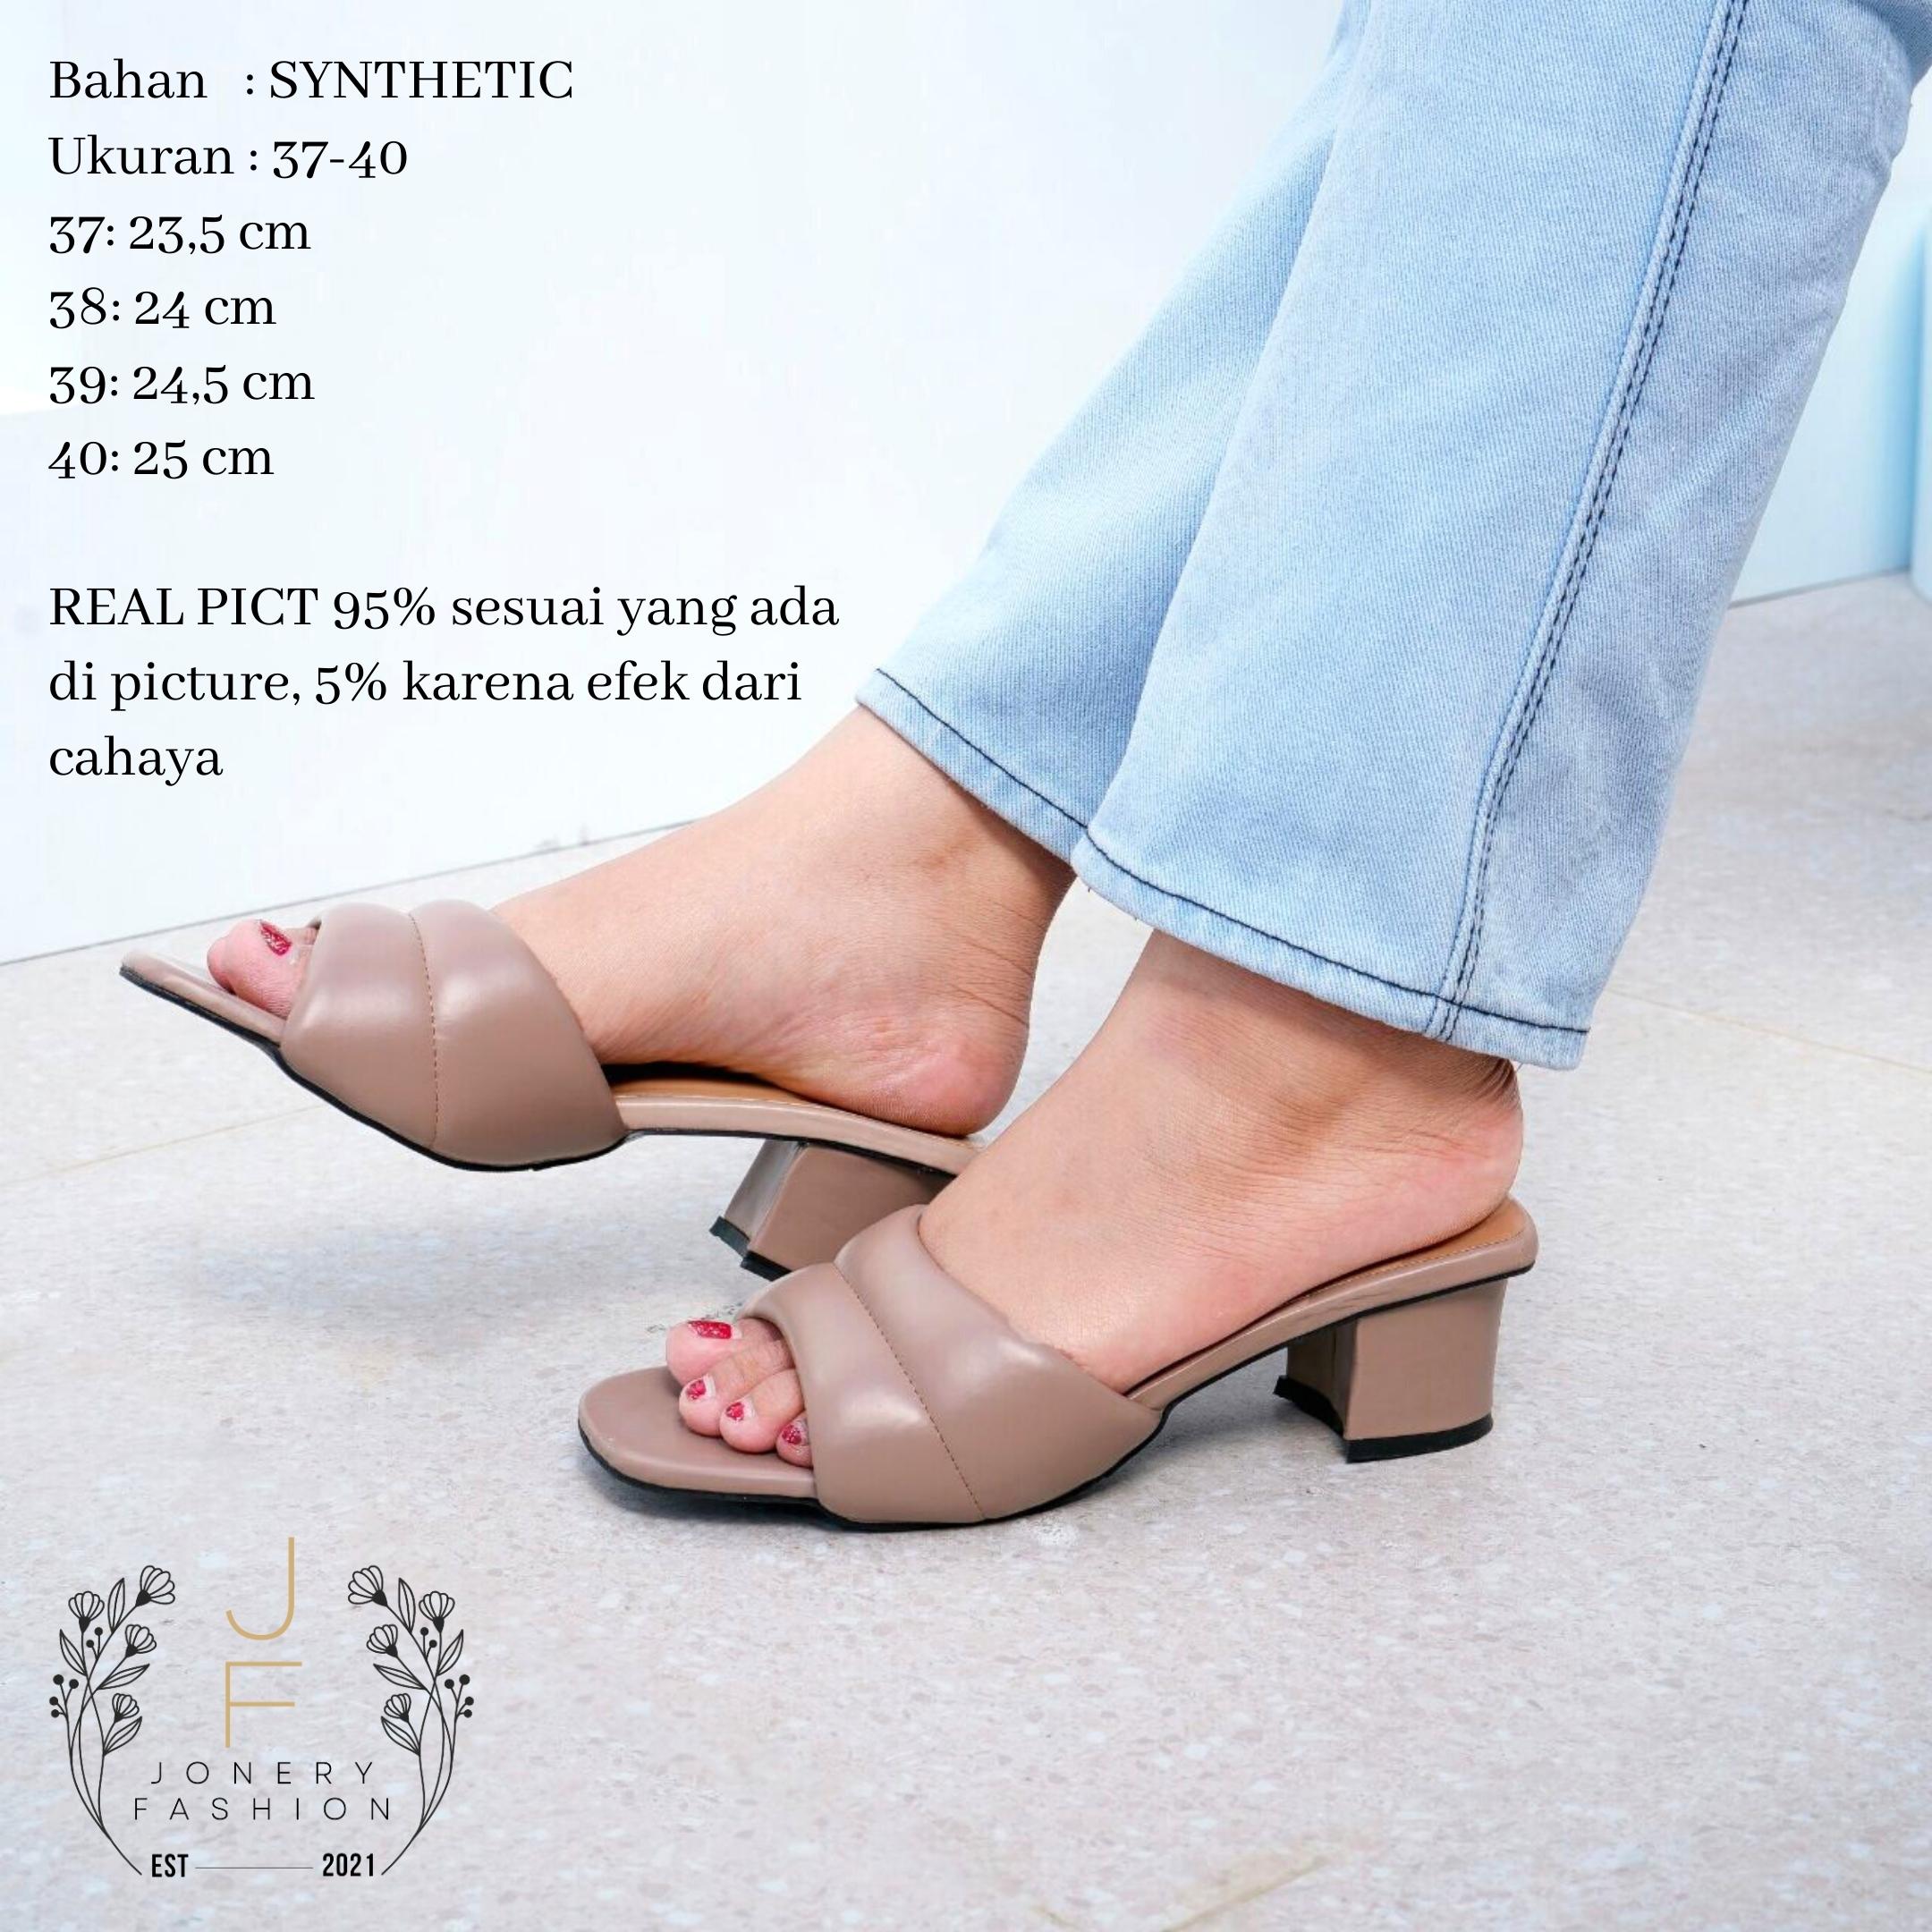 Bahan : SYNTHETIC
Ukuran : 37-40
37: 23,5 cm
38: 24 cm
39: 24,5 cm
40: 25 cm
REAL PICT 95% sesuai yang ada
di picture, 5% karena efek dari
cahaya
J
F
JONERY
FASHION
EST 2021